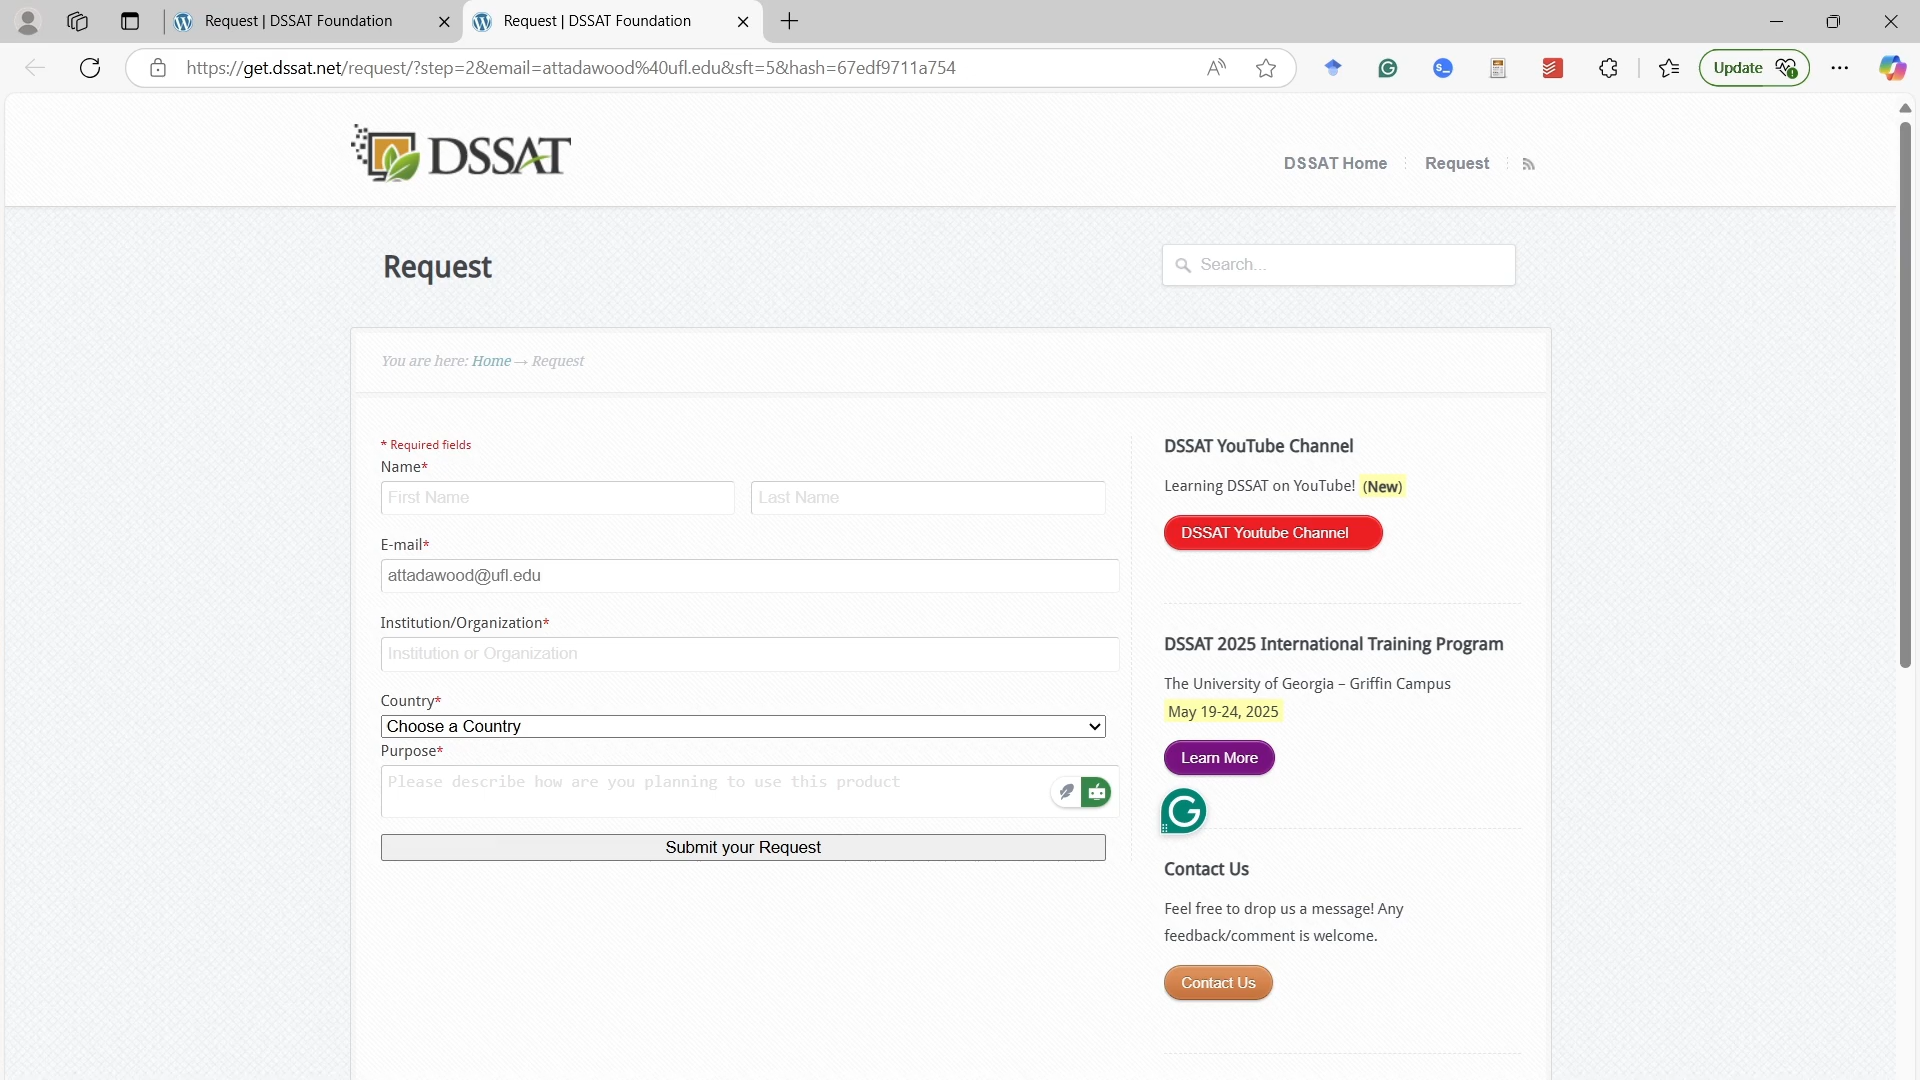 Request | DSSAT Foundation
Request | DSSAT Foundation
https://get.dssat.net/request/?step=2&email=attadawood%40ufl.edu&sft=5&hash=67edf9711a754
Update
DSSAT
DSSAT Home
Request
Request
Search...
You are here: Home → Request
* Required fields
Name*
First Name
Last Name
E-mail*
attadawood@ufl.edu
Institution/Organization*
Institution or Organization
Country*
Choose a Country
Purpose*
Please describe how are you planning to use this product
Submit your Request
DSSAT YouTube Channel
Learning DSSAT on YouTube! (New)
DSSAT Youtube Channel
DSSAT 2025 International Training Program
The University of Georgia – Griffin Campus
May 19-24, 2025
Learn More
Contact Us
Feel free to drop us a message! Any
feedback/comment is welcome.
Contact Us